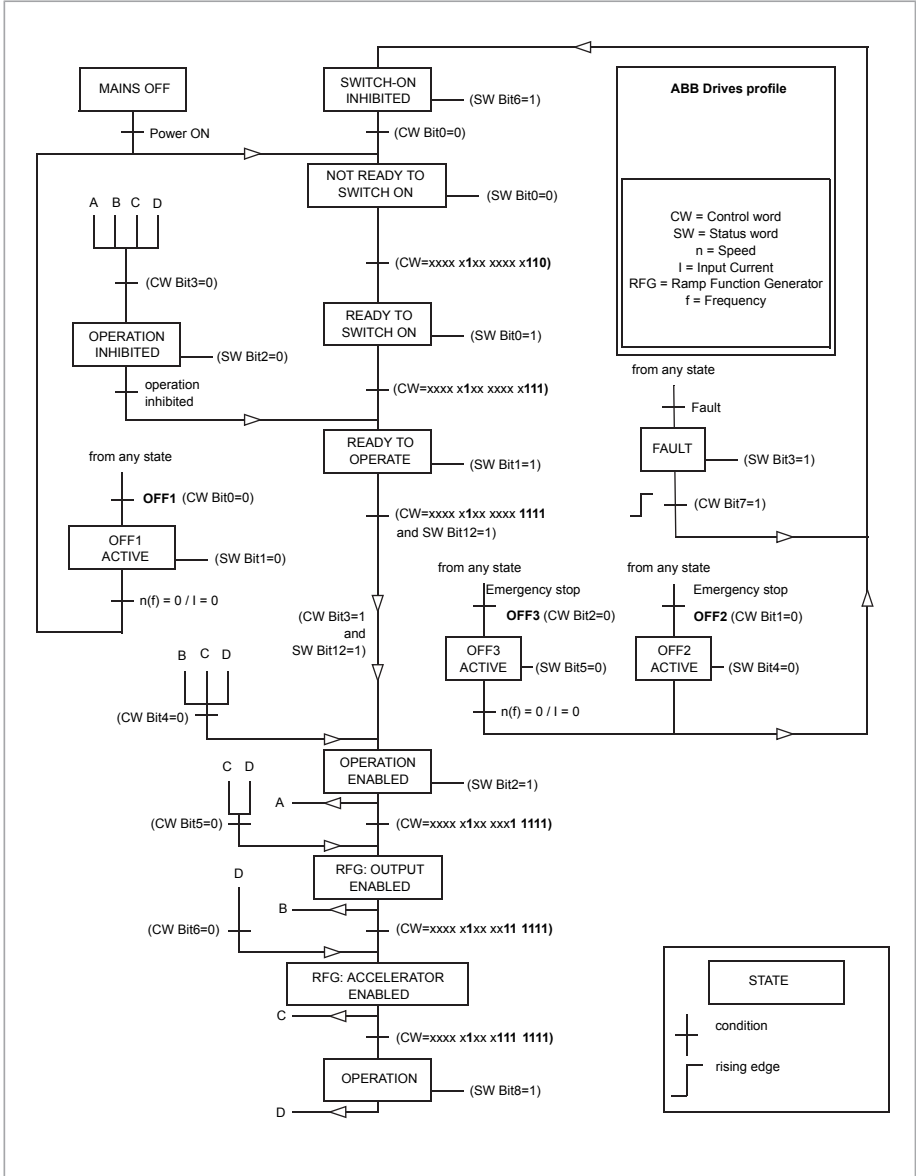 MAINS OFF
Power ON
SWITCH-ON
INHIBITED
(SW Bit6=1)
(CW Bit0=0)
NOT READY TO
SWITCH ON
(SW Bit0=0)
A B C D
(CW Bit3=0)
OPERATION
INHIBITED
(SW Bit2=0)
operation
inhibited
(CW=xxxx x1xx xxxx x110)
READY TO
SWITCH ON
(SW Bit0=1)
(CW=xxxx x1xx xxxx x111)
READY TO
OPERATE
(SW Bit1=1)
(CW=xxxx x1xx xxxx 1111
and SW Bit12=1)
ABB Drives profile
CW = Control word
SW = Status word
n = Speed
I = Input Current
RFG = Ramp Function Generator
f = Frequency
from any state
Fault
FAULT
(SW Bit3=1)
(CW Bit7=1)
from any state
OFF1 (CW Bit0=0)
OFF1
ACTIVE
(SW Bit1=0)
n(f) = 0 / I = 0
(CW Bit3=1
and
SW Bit12=1)
from any state
Emergency stop
OFF3 (CW Bit2=0)
OFF3
ACTIVE
(SW Bit5=0)
n(f) = 0 / I = 0
from any state
Emergency stop
OFF2 (CW Bit1=0)
OFF2
ACTIVE
(SW Bit4=0)
B C D
(CW Bit4=0)
OPERATION
ENABLED
(SW Bit2=1)
A
C D
(CW Bit5=0)
(CW=xxxx x1xx xxx1 1111)
RFG: OUTPUT
ENABLED
B
D
(CW Bit6=0)
(CW=xxxx x1xx xx11 1111)
RFG: ACCELERATOR
ENABLED
C
(CW=xxxx x1xx x111 1111)
OPERATION
(SW Bit8=1)
D
STATE
condition
rising edge